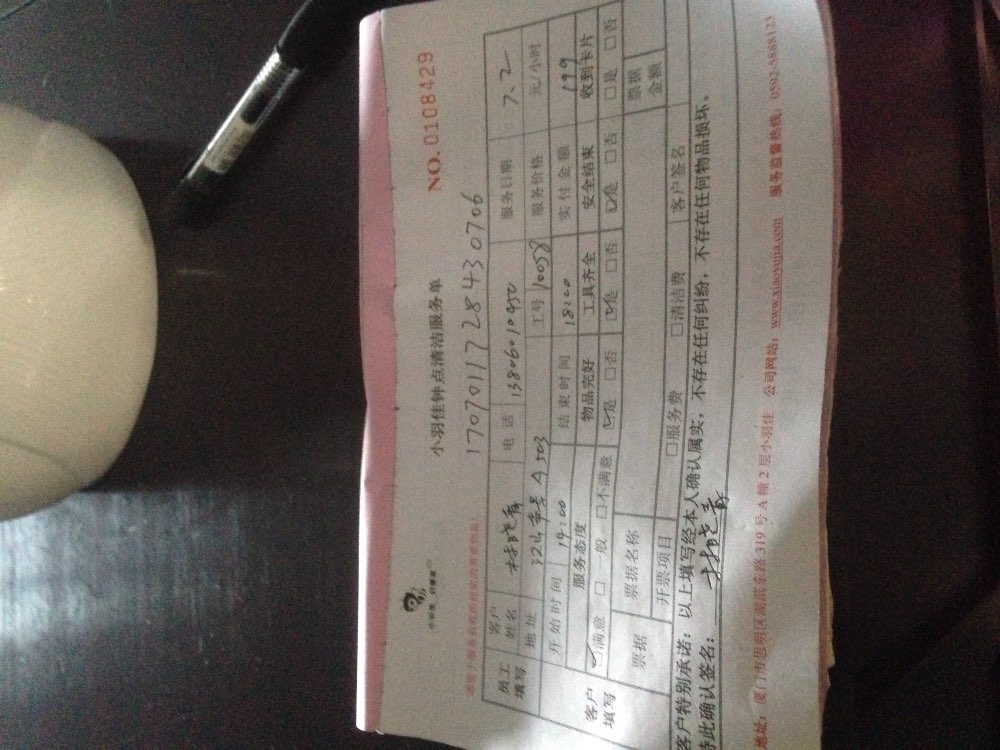 小羽佳钟点清洁服务单
NO.0108429
170701172843 0706
员工填写 客户姓名 林晓青 电话 13806010950 服务日期 7.2
地址 A503 工号 10058 服务价格 元/小时
开始时间 14:00 结束时间 18:00 实付金额 199
客户填写 服务态度 物品完好 工具齐全 安全结束 收到卡片
☑满意 □一般 □不满意 ☑是 □否 ☑是 □否 ☑是 □否 □是 □否
票据 票据名称 票据金额
开票项目 □服务费 □清洁费 客户签名
客户特别承诺：以上填写经本人确认属实，不存在任何纠纷，不存在任何物品损坏、
特此确认签名： 林晓青
地址：厦门市思明区湖滨东路319号A幢2层小羽佳 公司网站：www.xiaoyujia.com 服务监督热线：0592-5888123